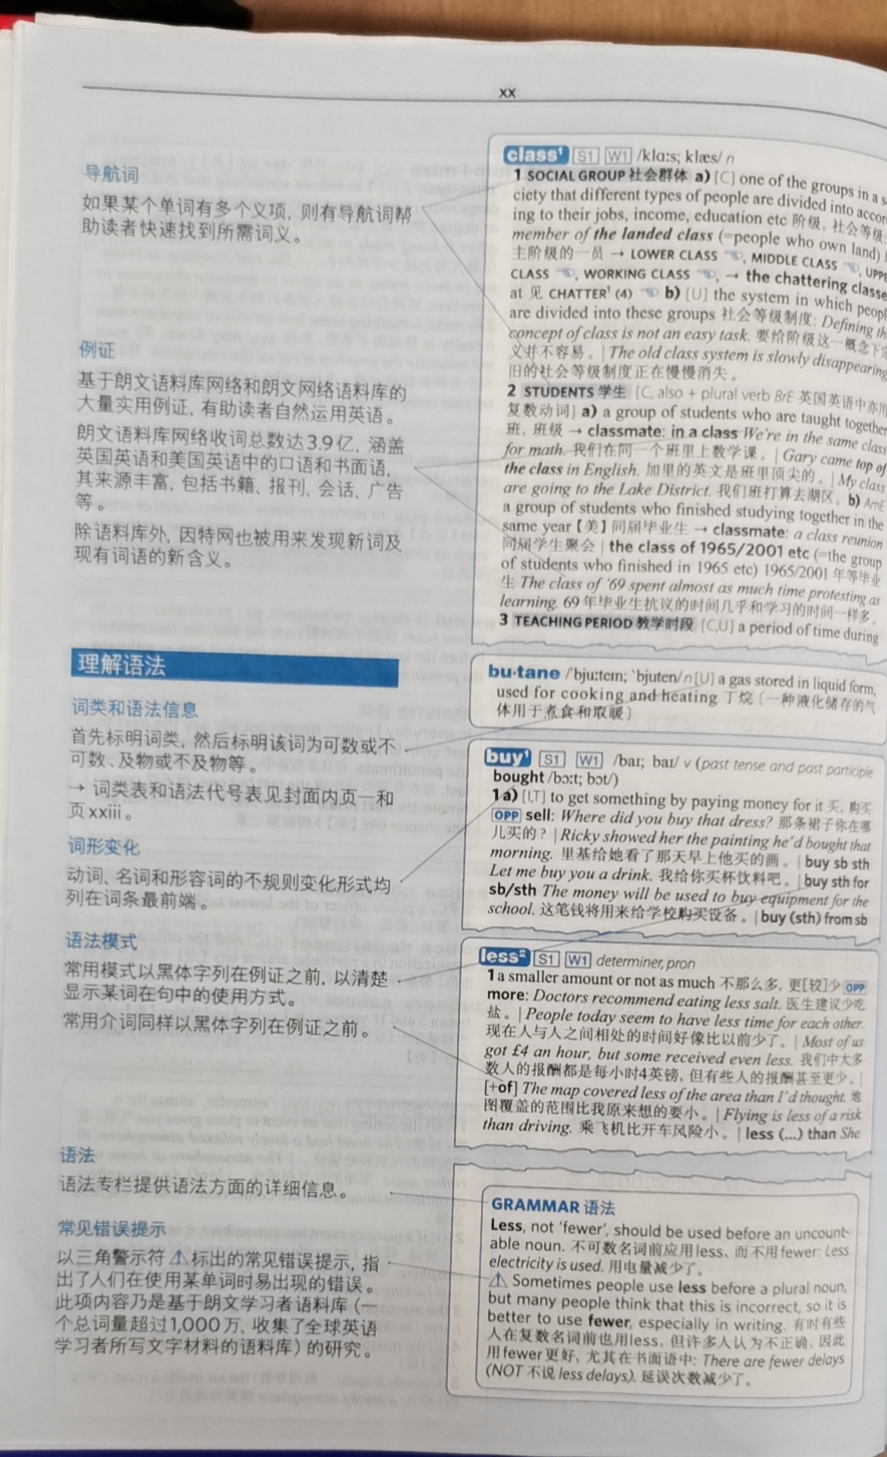 xx
导航词
如果某个单词有多个义项, 则有导航词帮
助读者快速找到所需词义。
例证
基于朗文语料库网络和朗文网络语料库的
大量实用例证, 有助读者自然运用英语。
朗文语料库网络收词总数达3.9亿, 涵盖
英国英语和美国英语中的口语和书面语,
其来源丰富, 包括书籍、报刊、会话、广告
等。
除语料库外, 因特网也被用来发现新词及
现有词语的新含义。
理解语法
词类和语法信息
首先标明词类, 然后标明该词为可数或不
可数、及物或不及物等。
→ 词类表和语法代号表见封面内页一和
页xxiii。
词形变化
动词、名词和形容词的不规则变化形式均
列在词条最前端。
语法模式
常用模式以黑体字列在例证之前, 以清楚
显示某词在句中的使用方式。
常用介词同样以黑体字列在例证之前。
语法
语法专栏提供语法方面的详细信息。
常见错误提示
以三角警示符⚠标出的常见错误提示, 指
出了人们在使用某单词时易出现的错误。
此项内容乃是基于朗文学习者语料库 (一
个总词量超过1,000万、收集了全球英语
学习者所写文字材料的语料库) 的研究。
class¹ S1 W1 /klɑːs; klæs/ n
1 SOCIAL GROUP 社会群体 a) [C] one of the groups in a
ciety that different types of people are divided into
ing to their jobs, income, education etc 阶级, 社会等级
member of the landed class (=people who own land)
主阶级的一员 → LOWER CLASS, MIDDLE CLASS,
CLASS, WORKING CLASS, → the chattering
at 见 CHATTER¹ (4) b) [U] the system in which
are divided into these groups 社会等级制度: Defining
concept of class is not an easy task. 要给阶级这一概念下
义并不容易。| The old class system is slowly disappearing
旧的社会等级制度正在慢慢消失。
2 STUDENTS 学生 [C, also + plural verb BrE 英国英语中亦用
复数动词] a) a group of students who are taught together
班, 班级 → classmate: in a class We're in the same class
for math. 我们在同一个班里上数学课。| Gary came top of
the class in English. 加里的英文是班里顶尖的。| My class
are going to the Lake District. 我们班打算去湖区。b) AmE
a group of students who finished studying together in the
same year【美】同届毕业生 → classmate: a class reunion
同届学生聚会 | the class of 1965/2001 etc (=the group
of students who finished in 1965 etc) 1965/2001 年等毕业
生 The class of '69 spent almost as much time protesting as
learning. 69 年毕业生抗议的时间几乎和学习的时间一样多。
3 TEACHING PERIOD 教学时段 [C,U] a period of time during
bu·tane /ˈbjuːteɪn; ˋbjuten/ n [U] a gas stored in liquid form,
used for cooking and heating 丁烷〔一种液化储存的气
体用于煮食和取暖〕
buy¹ S1 W1 /baɪ; baɪ/ v (past tense and past participle
bought /bɔːt; bɔt/)
1 a) [I,T] to get something by paying money for it 买, 购买
OPP sell: Where did you buy that dress? 那条裙子你在哪
儿买的? | Ricky showed her the painting he'd bought that
morning. 里基给她看了那天早上他买的画。| buy sb sth
Let me buy you a drink. 我给你买杯饮料吧。| buy sth for
sb/sth The money will be used to buy equipment for the
school. 这笔钱将用来给学校购买设备。| buy (sth) from sb
less² S1 W1 determiner, pron
1 a smaller amount or not as much 不那么多, 更[较]少 OPP
more: Doctors recommend eating less salt. 医生建议少吃
盐。| People today seem to have less time for each other.
现在人与人之间相处的时间好像比以前少了。| Most of us
got £4 an hour, but some received even less. 我们中大多
数人的报酬都是每小时4英镑, 但有些人的报酬甚至更少。|
[+of] The map covered less of the area than I'd thought. 地
图覆盖的范围比我原来想的要小。| Flying is less of a risk
than driving. 乘飞机比开车风险小。| less (...) than She
GRAMMAR 语法
Less, not 'fewer', should be used before an uncount-
able noun. 不可数名词前应用less、而不用fewer: Less
electricity is used. 用电量减少了。
⚠ Sometimes people use less before a plural noun,
but many people think that this is incorrect, so it is
better to use fewer, especially in writing. 有时有些
人在复数名词前也用less, 但许多人认为不正确, 因此
用fewer更好, 尤其在书面语中: There are fewer delays
(NOT 不说 less delays). 延误次数减少了。